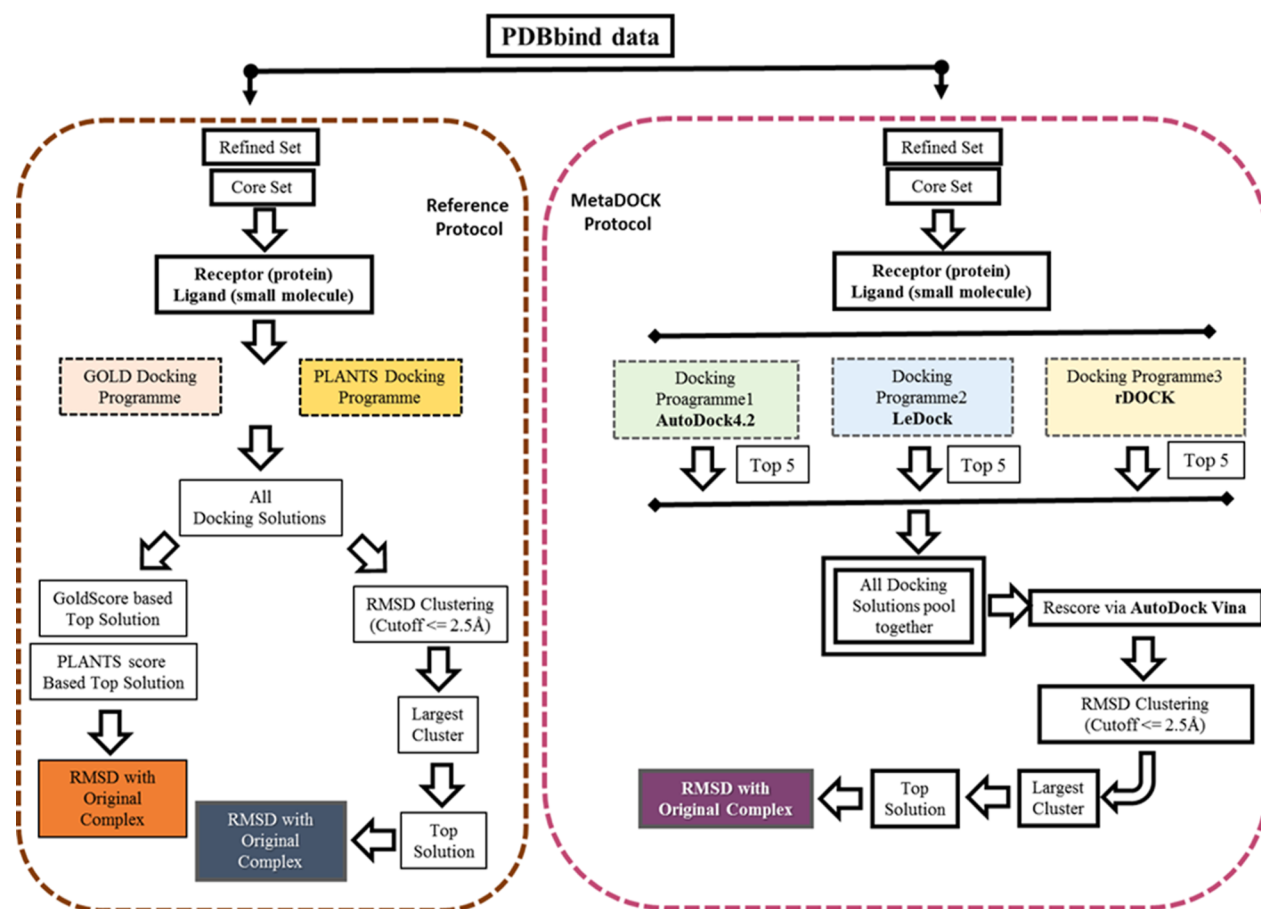 PDBbind data
Refined Set
Core Set
Reference
Protocol
Receptor (protein)
Ligand (small molecule)
GOLD Docking
Programme
PLANTS Docking
Programme
All
Docking Solutions
GoldScore based
Top Solution
PLANTS score
Based Top Solution
RMSD with
Original
Complex
RMSD Clustering
(Cutoff <= 2.5Å)
Largest
Cluster
Top
Solution
RMSD with
Original
Complex
MetaDOCK
Protocol
Refined Set
Core Set
Receptor (protein)
Ligand (small molecule)
Docking
Proagramme1
AutoDock4.2
Docking
Programme2
LeDock
Docking Programme3
rDOCK
Top 5
Top 5
Top 5
All Docking
Solutions pool
together
Rescore via AutoDock Vina
RMSD Clustering
(Cutoff <= 2.5Å)
Largest
Cluster
Top
Solution
RMSD with
Original Complex